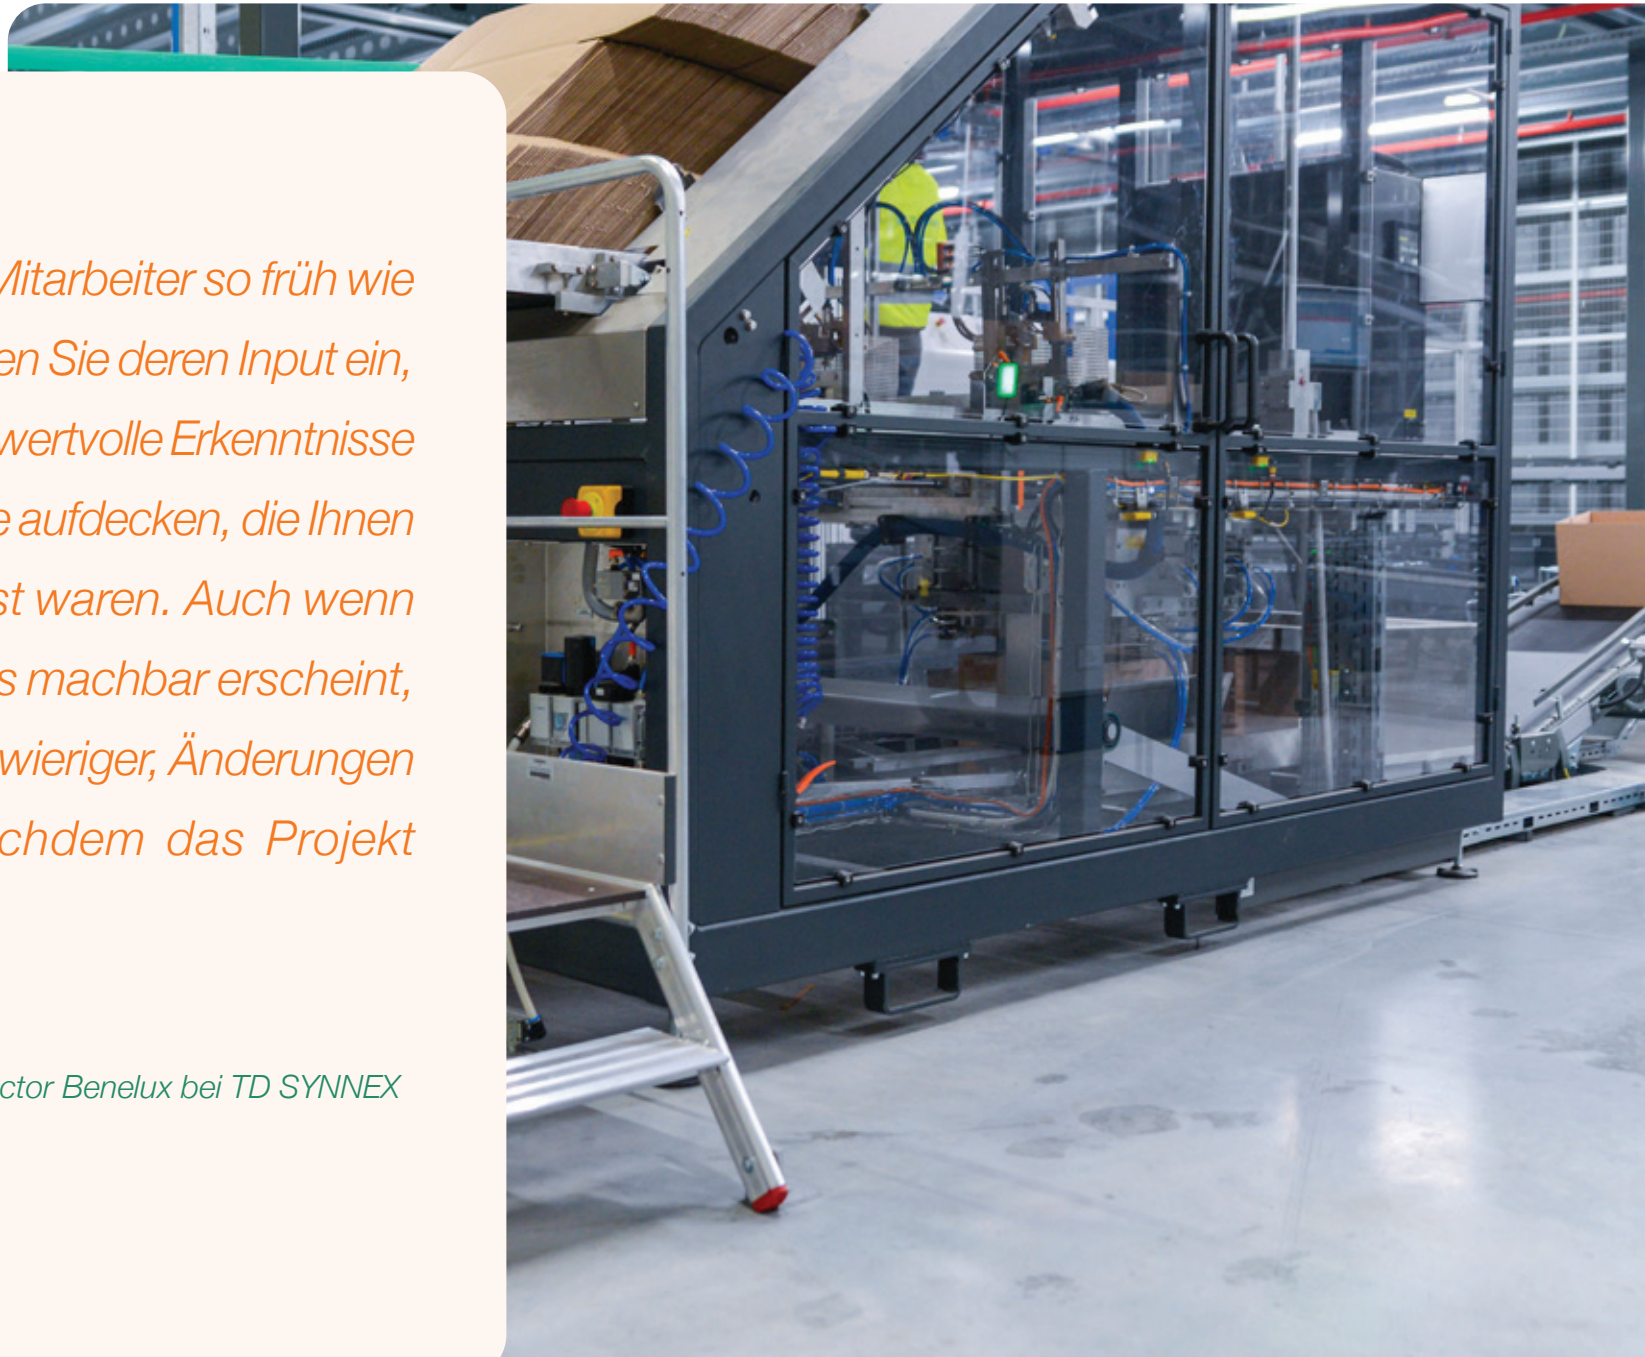 Mitarbeiter so früh wie
en Sie deren Input ein,
wertvolle Erkenntnisse
e aufdecken, die Ihnen
st waren. Auch wenn
s machbar erscheint,
wieriger, Änderungen
chdem das Projekt
ctor Benelux bei TD SYNNEX